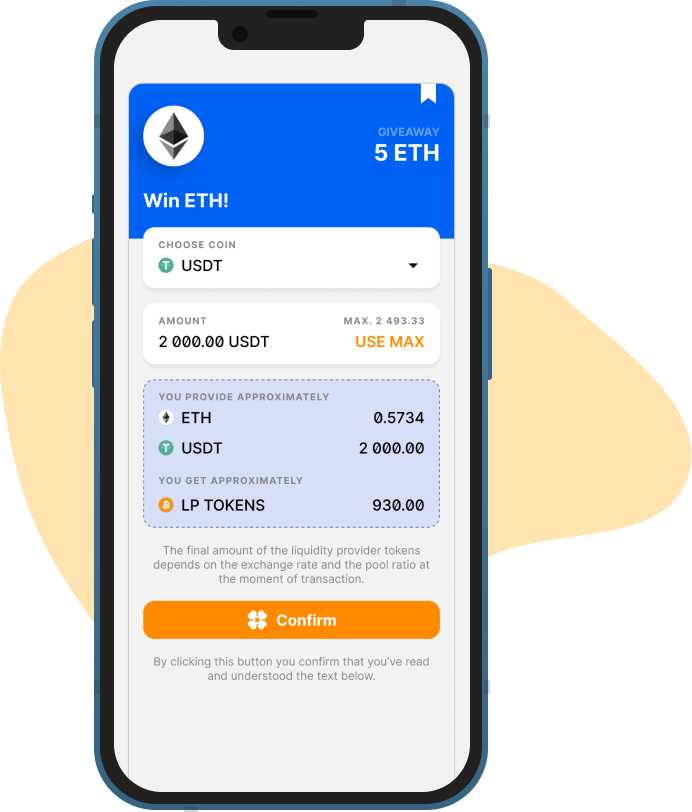 GIVEAWAY
5 ETH
Win ETH!
CHOOSE COIN
USDT
AMOUNT MAX. 2 493.33
2 000.00 USDT USE MAX
YOU PROVIDE APPROXIMATELY
ETH 0.5734
USDT 2 000.00
YOU GET APPROXIMATELY
LP TOKENS 930.00
The final amount of the liquidity provider tokens
depends on the exchange rate and the pool ratio at
the moment of transaction.
Confirm
By clicking this button you confirm that you’ve read
and understood the text below.